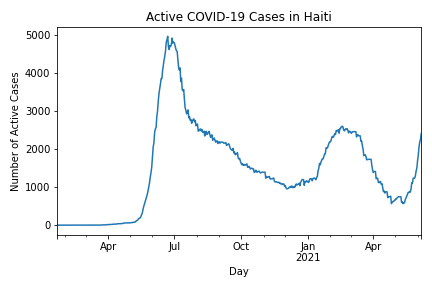 Active COVID-19 Cases in Haiti
5000
4000
3000
2000
1000
0
Number of Active Cases
Apr Jul Oct Jan Apr
2021
Day